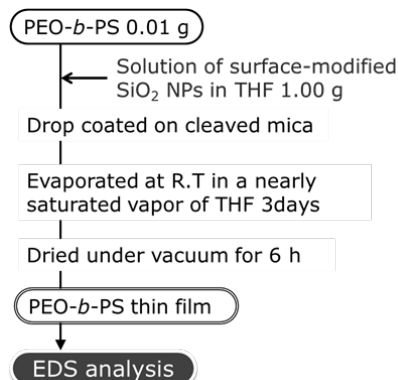 PEO-b-PS 0.01 g
Solution of surface-modified
SiO₂ NPs in THF 1.00 g
Drop coated on cleaved mica
Evaporated at R.T in a nearly
saturated vapor of THF 3days
Dried under vacuum for 6 h
PEO-b-PS thin film
EDS analysis